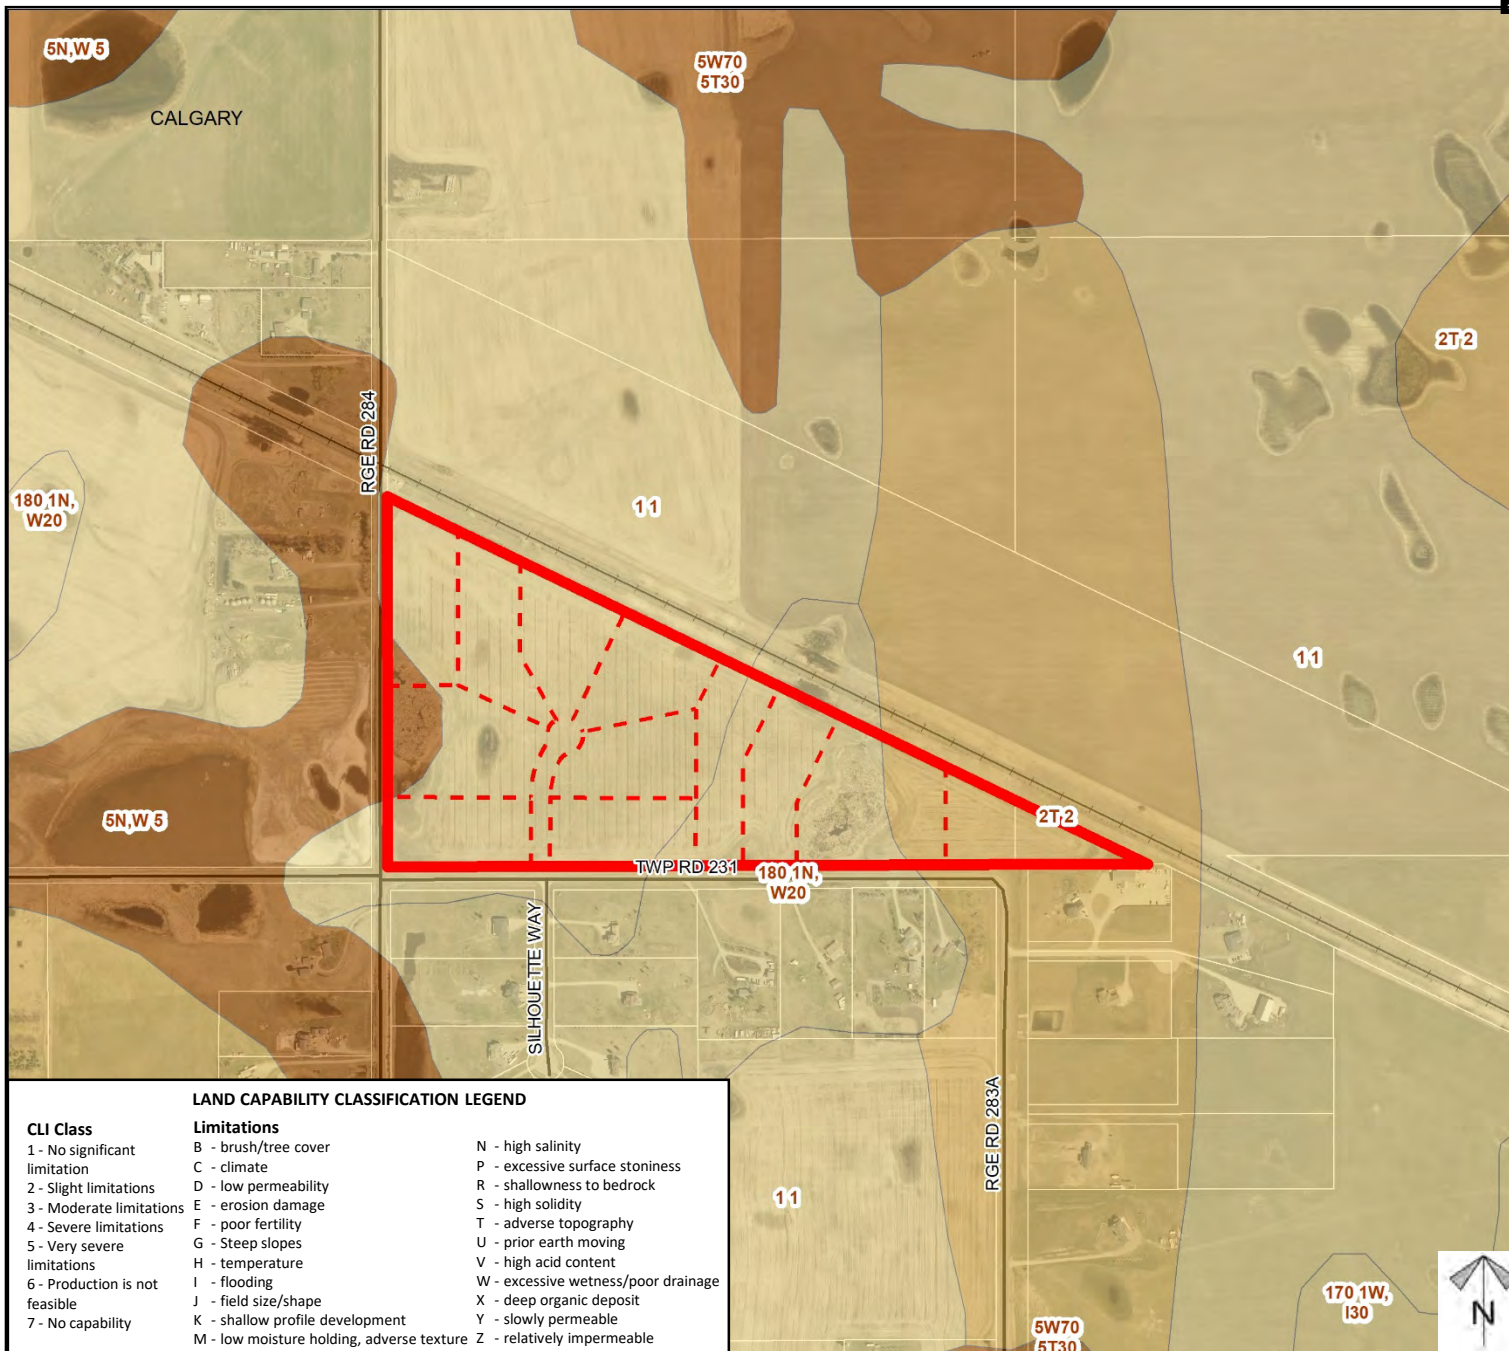 5N,W 5
CALGARY
5W70
5T30
2T 2
RGE RD 284
180 1N,
W20
1 1
1 1
5N,W 5
2T 2
TWP RD 231
180 1N,
W20
SILHOUETTE WAY
RGE RD 283A
1 1
170 1W,
I30
5W70
5T30
N
LAND CAPABILITY CLASSIFICATION LEGEND
CLI Class
1 - No significant
limitation
2 - Slight limitations
3 - Moderate limitations
4 - Severe limitations
5 - Very severe
limitations
6 - Production is not
feasible
7 - No capability
Limitations
B - brush/tree cover
C - climate
D - low permeability
E - erosion damage
F - poor fertility
G - Steep slopes
H - temperature
I - flooding
J - field size/shape
K - shallow profile development
M - low moisture holding, adverse texture
N - high salinity
P - excessive surface stoniness
R - shallowness to bedrock
S - high solidity
T - adverse topography
U - prior earth moving
V - high acid content
W - excessive wetness/poor drainage
X - deep organic deposit
Y - slowly permeable
Z - relatively impermeable